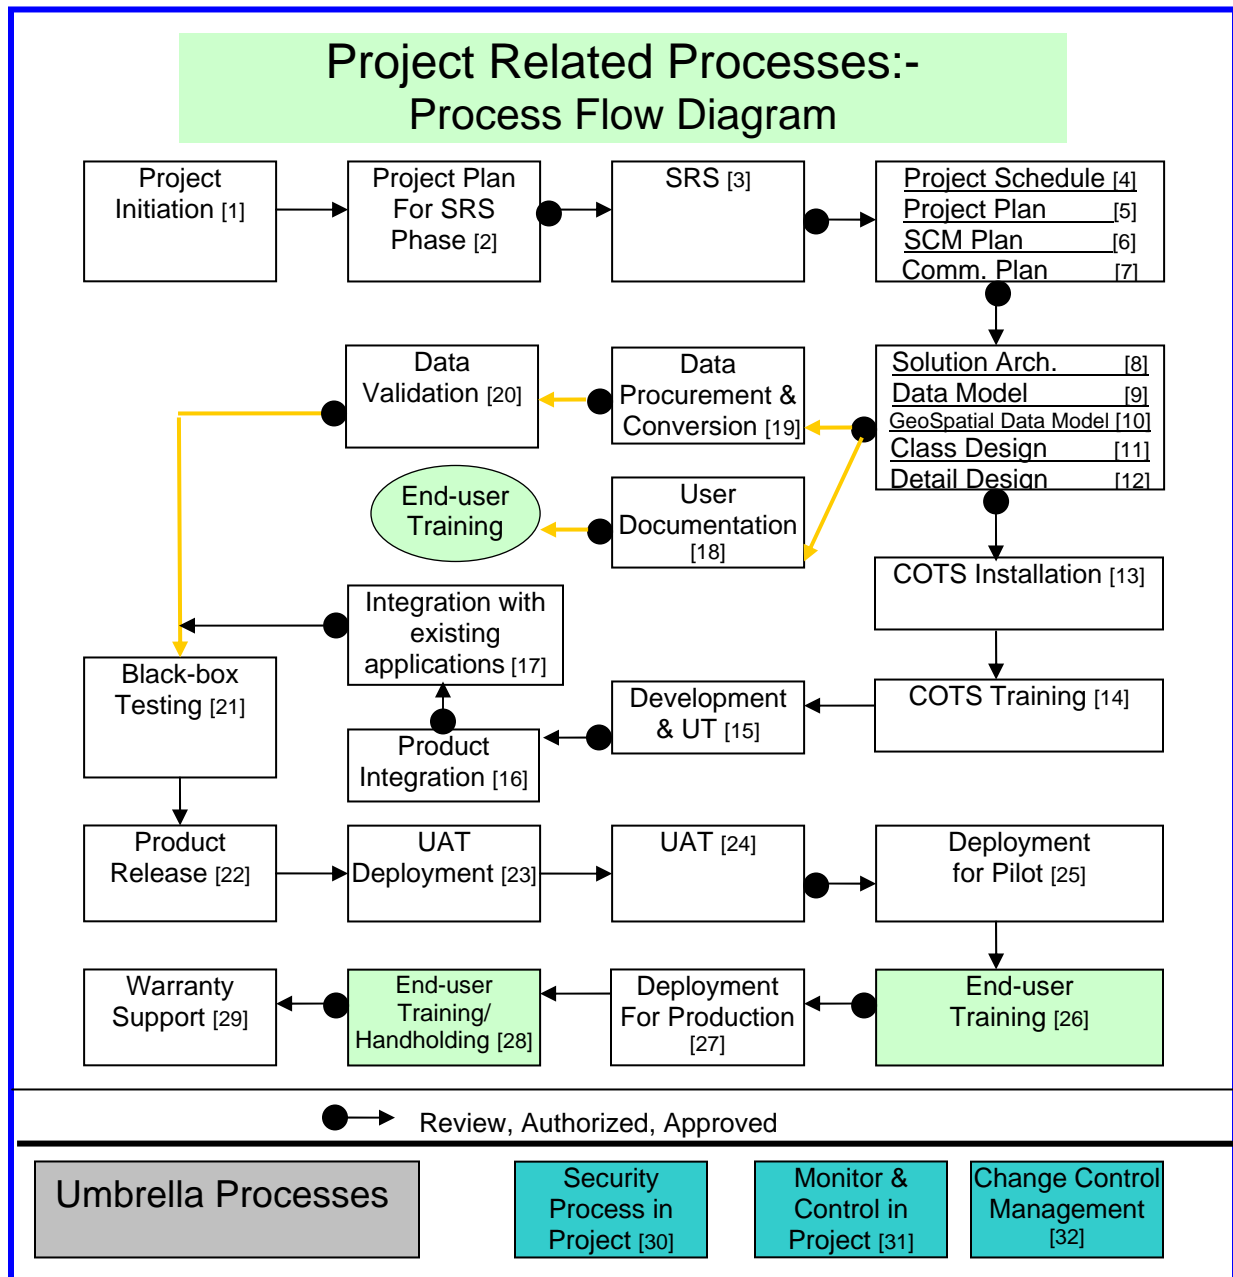 Project Related Processes:-
Process Flow Diagram
Project
Initiation [1]
Project Plan
For SRS
Phase [2]
SRS [3]
Project Schedule [4]
Project Plan [5]
SCM Plan [6]
Comm. Plan [7]
Data
Validation [20]
Data
Procurement &
Conversion [19]
Solution Arch. [8]
Data Model [9]
GeoSpatial Data Model [10]
Class Design [11]
Detail Design [12]
End-user
Training
User
Documentation
[18]
COTS Installation [13]
Integration with
existing
applications [17]
Black-box
Testing [21]
Product
Integration [16]
Development
& UT [15]
COTS Training [14]
Product
Release [22]
UAT
Deployment [23]
UAT [24]
Deployment
for Pilot [25]
Warranty
Support [29]
End-user
Training/
Handholding [28]
Deployment
For Production
[27]
End-user
Training [26]
Review, Authorized, Approved
Umbrella Processes
Security
Process in
Project [30]
Monitor &
Control in
Project [31]
Change Control
Management
[32]